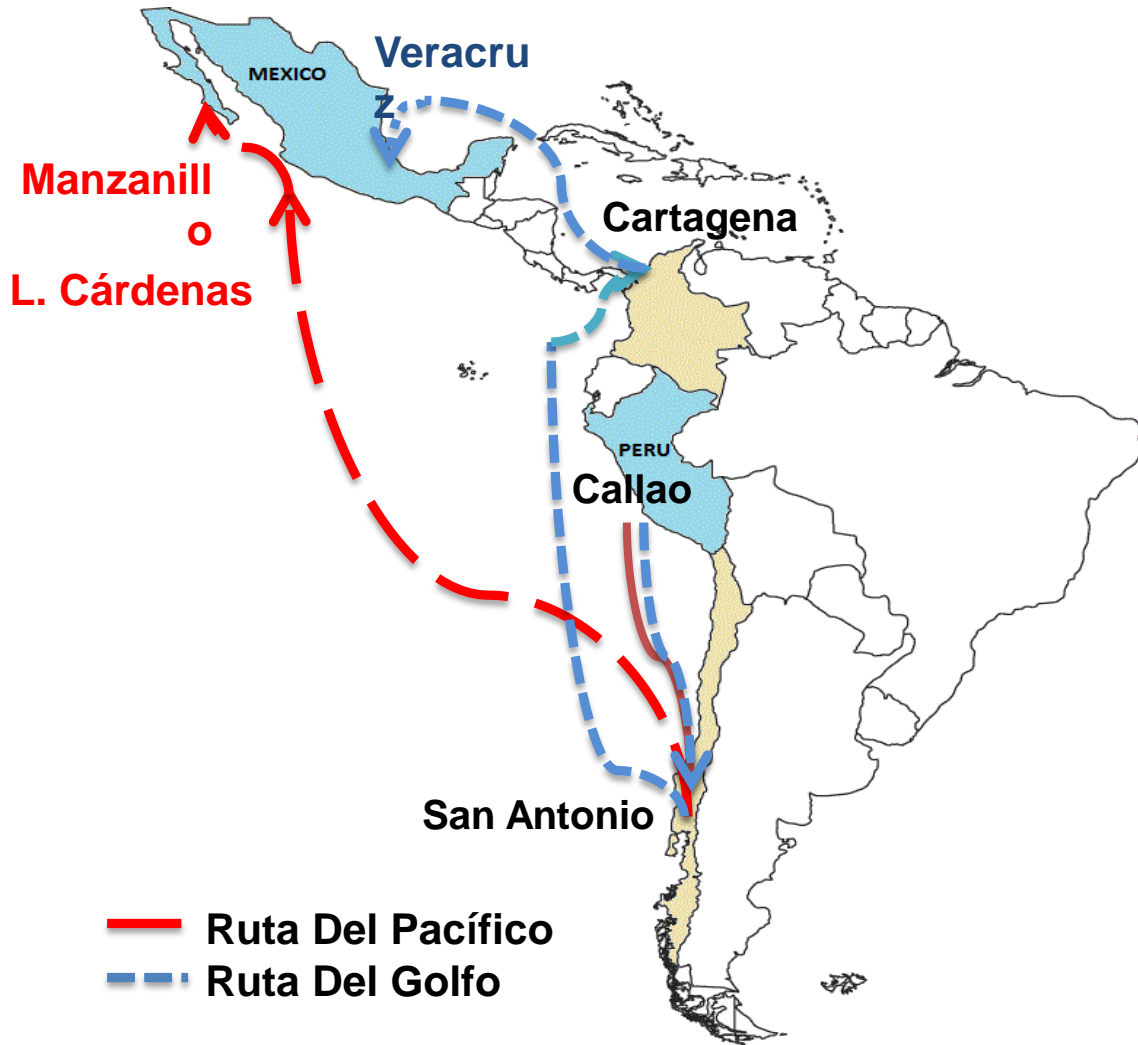 Veracru
z
MEXICO
Manzanill
o
L. Cárdenas
Cartagena
PERU
Callao
San Antonio
Ruta Del Pacífico
Ruta Del Golfo